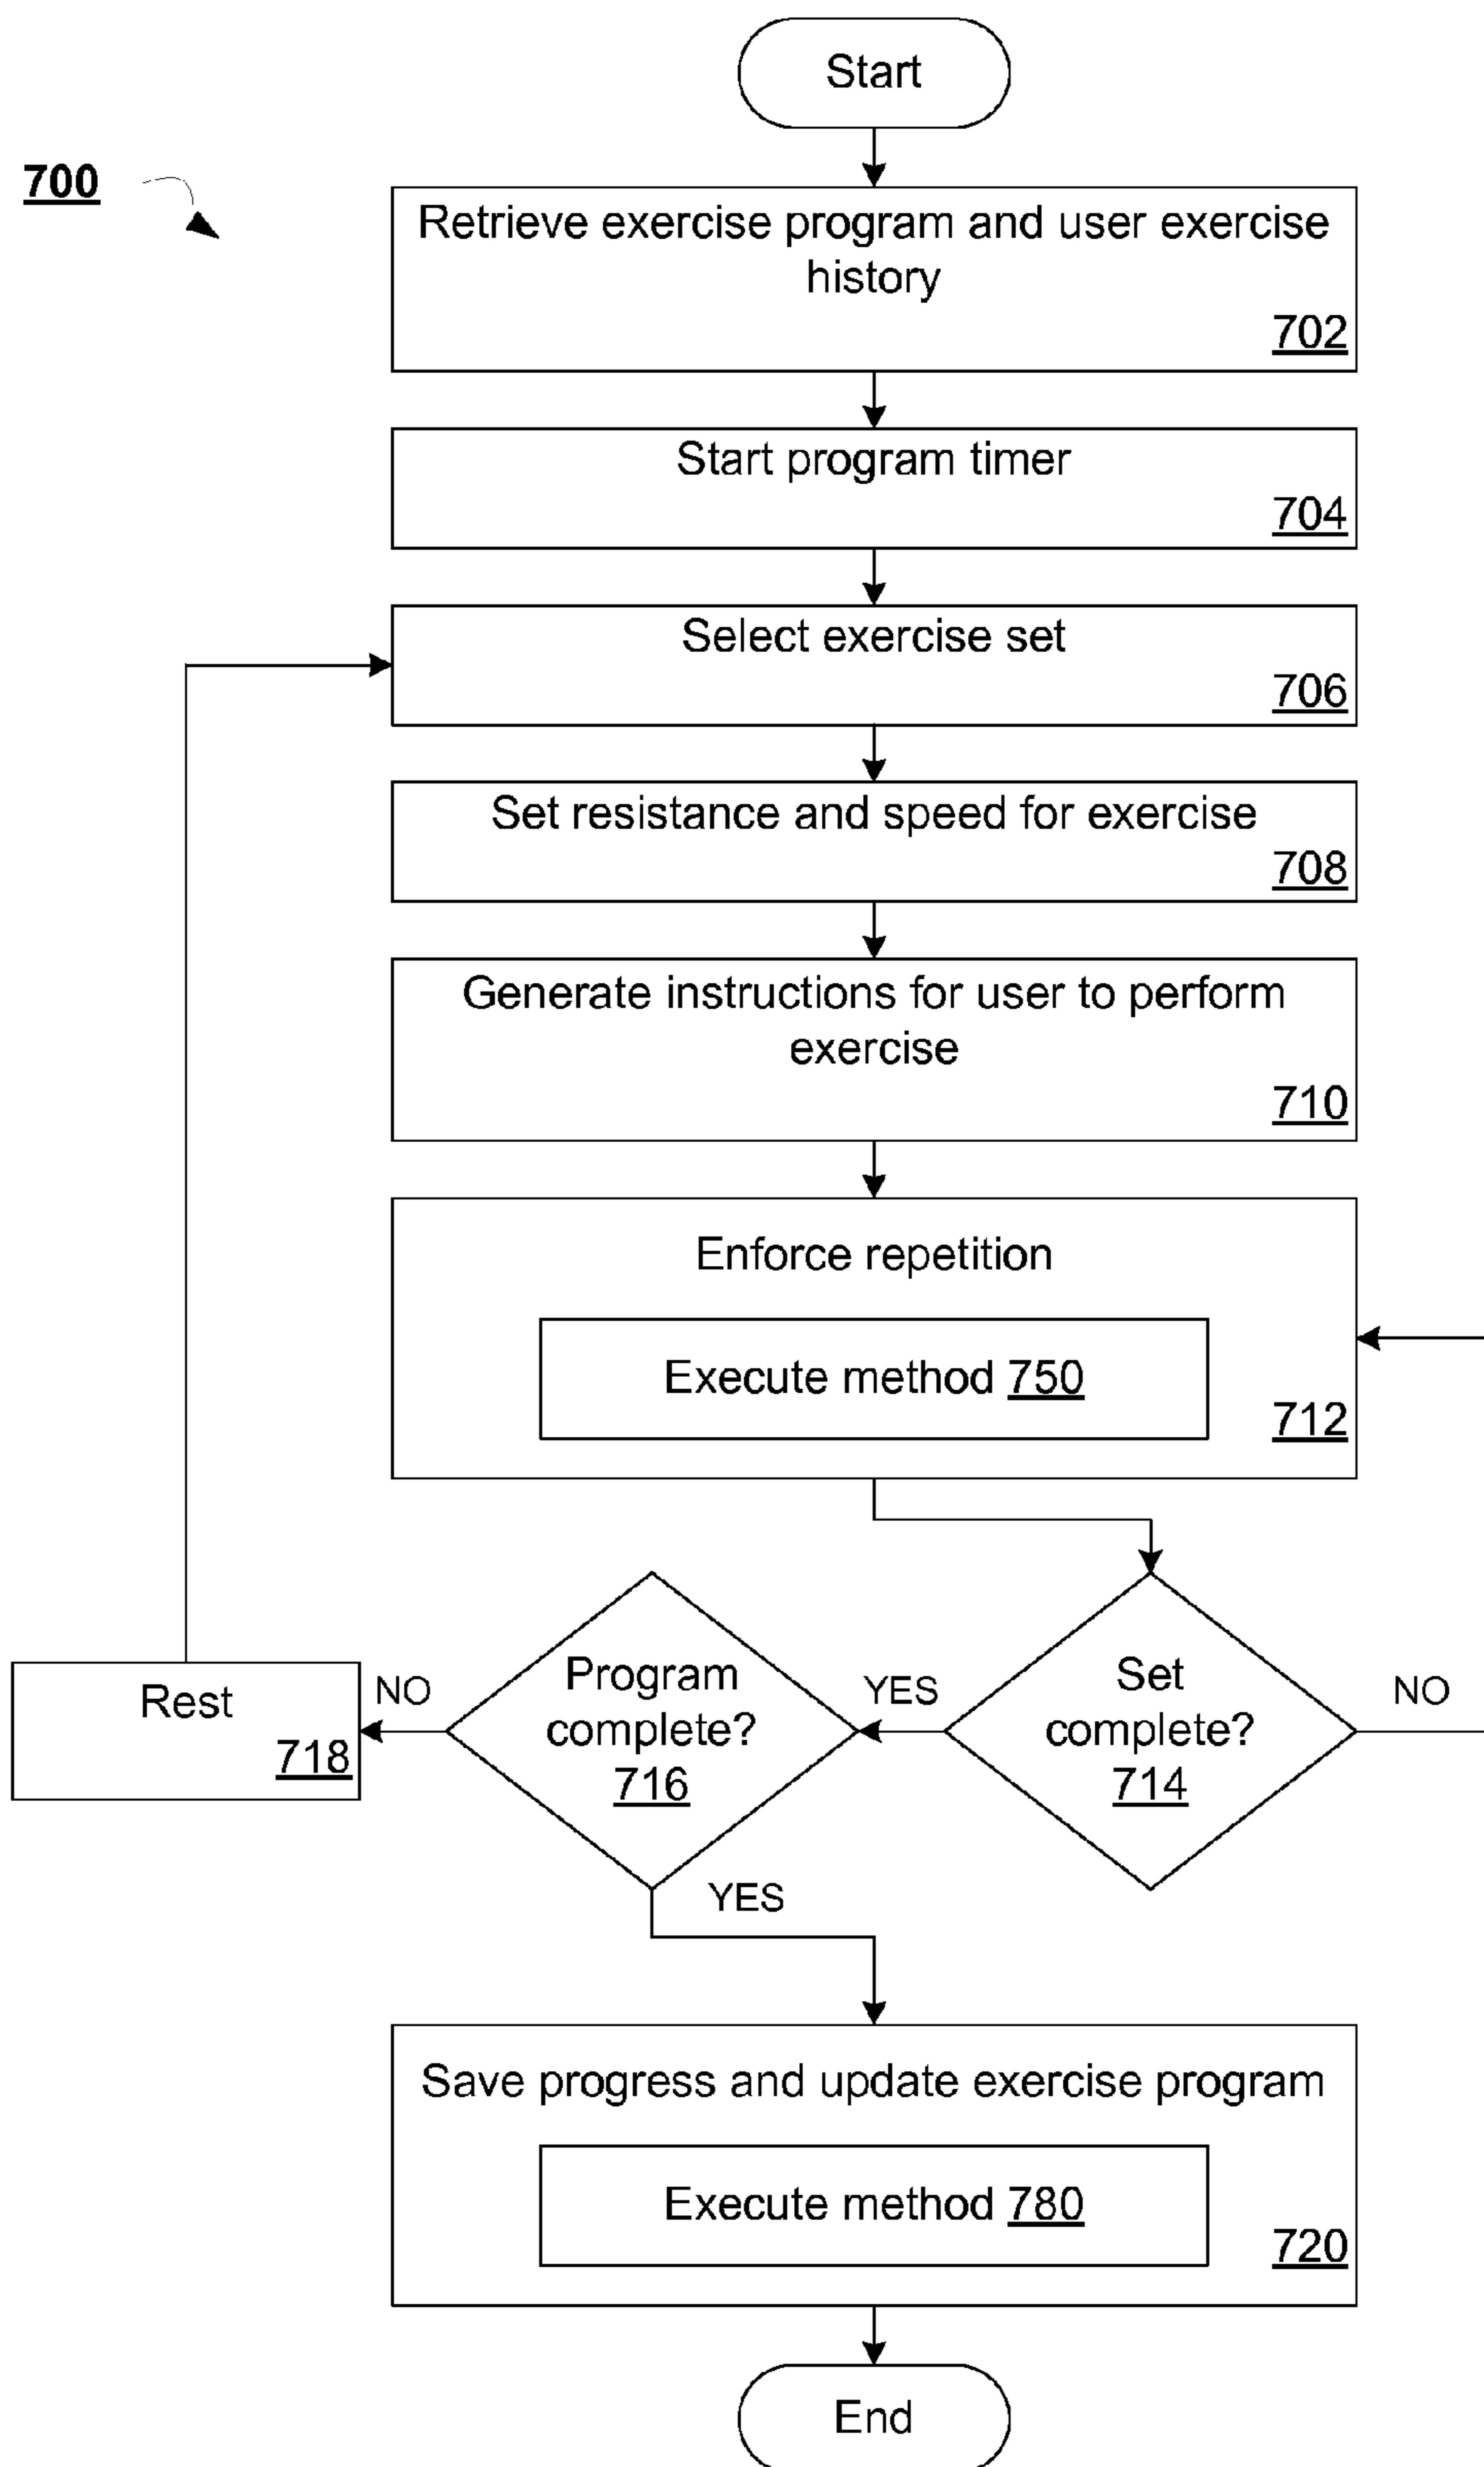 Start
700
Retrieve exercise program and user exercise
history
702
Start program timer
704
Select exercise set
706
Set resistance and speed for exercise
708
Generate instructions for user to perform
exercise
710
Enforce repetition
Execute method 750
712
Rest
718
NO
Program
complete?
716
YES
Set
complete?
714
NO
YES
Save progress and update exercise program
Execute method 780
720
End